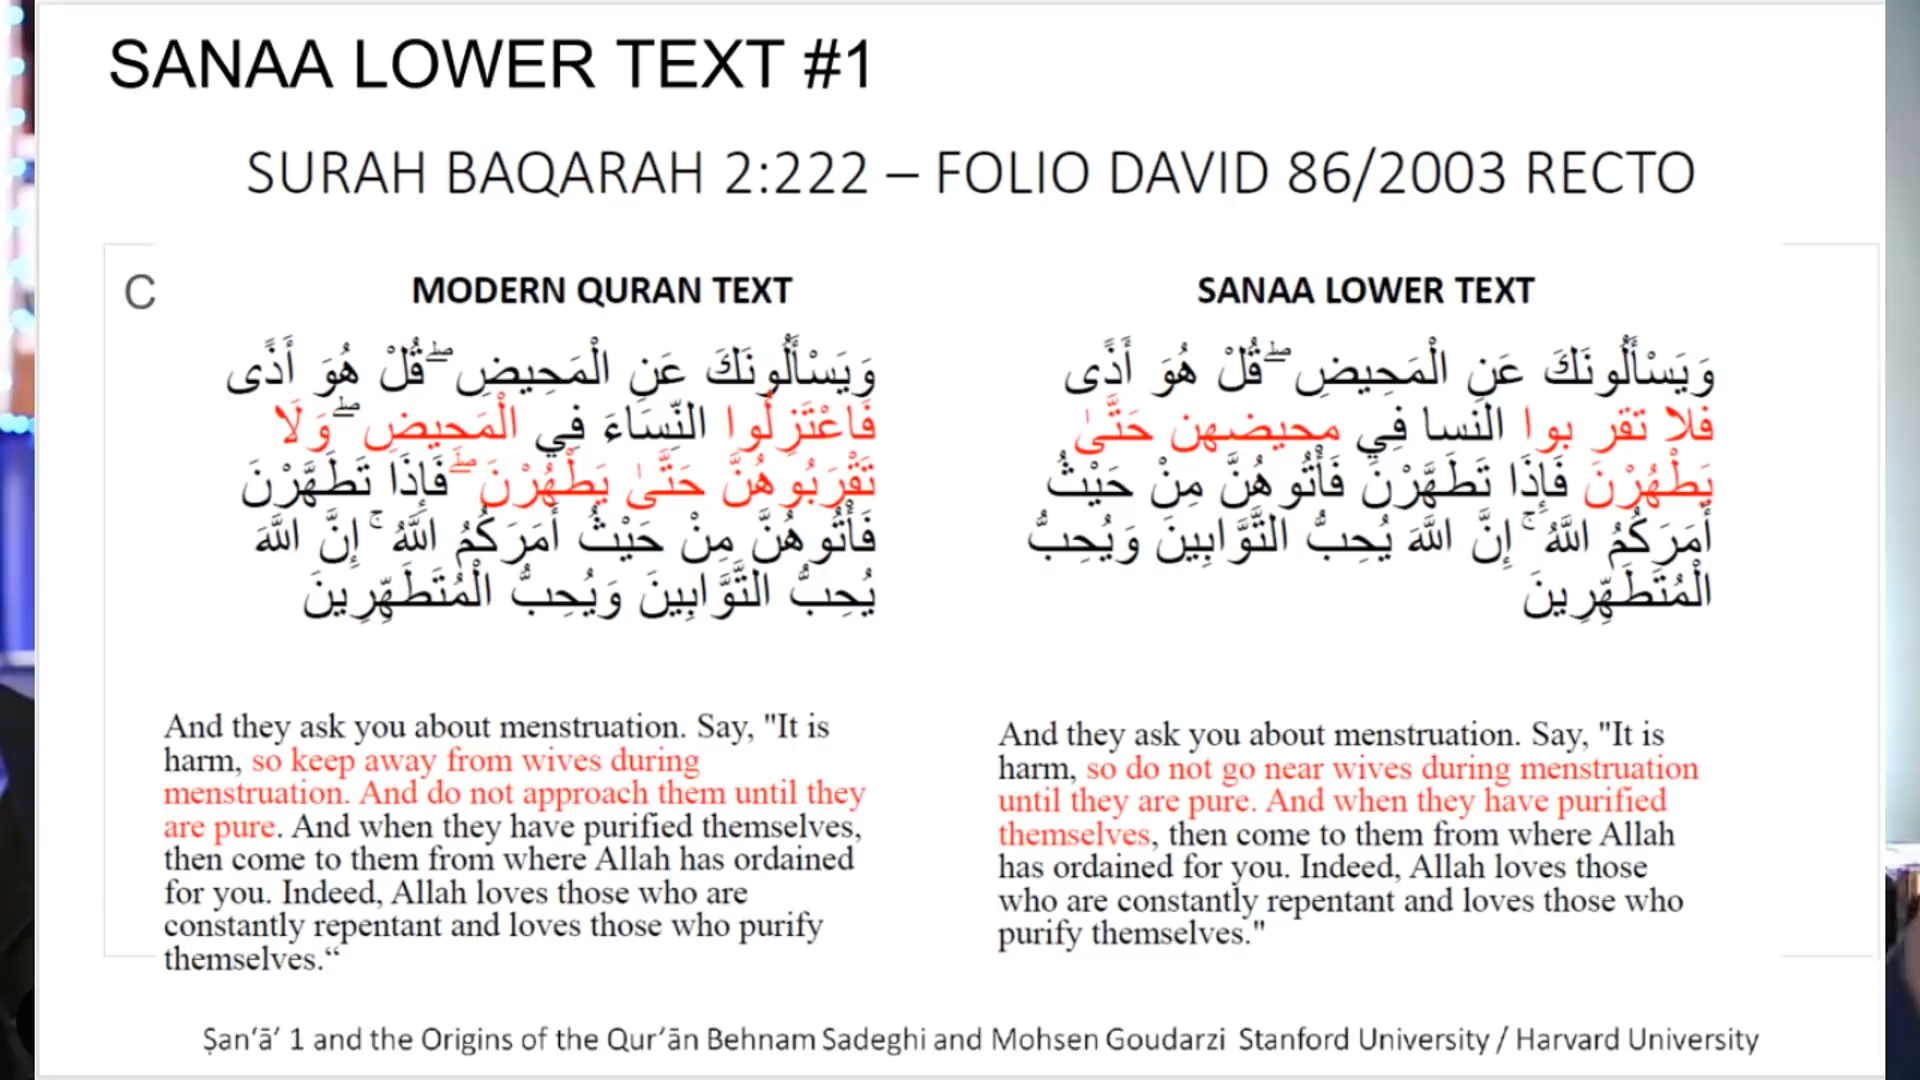 SANAA LOWER TEXT #1
SURAH BAQARAH 2:222 – FOLIO DAVID 86/2003 RECTO
C
MODERN QURAN TEXT
وَيَسْأَلُونَكَ عَنِ الْمَحِيضِ ۖ قُلْ هُوَ أَذًى
فَاعْتَزِلُوا النِّسَاءَ فِي الْمَحِيضِ ۖ وَلَا
تَقْرَبُوهُنَّ حَتَّىٰ يَطْهُرْنَ ۖ فَإِذَا تَطَهَّرْنَ
فَأْتُوهُنَّ مِنْ حَيْثُ أَمَرَكُمُ اللَّهُ ۚ إِنَّ اللَّهَ
يُحِبُّ التَّوَّابِينَ وَيُحِبُّ الْمُتَطَهِّرِينَ
And they ask you about menstruation. Say, "It is
harm, so keep away from wives during
menstruation. And do not approach them until they
are pure. And when they have purified themselves,
then come to them from where Allah has ordained
for you. Indeed, Allah loves those who are
constantly repentant and loves those who purify
themselves.“
SANAA LOWER TEXT
وَيَسْأَلُونَكَ عَنِ الْمَحِيضِ ۖ قُلْ هُوَ أَذًى
فلا تقر بوا النسا فِي محيضهن حَتَّىٰ
يَطْهُرْنَ فَإِذَا تَطَهَّرْنَ فَأْتُوهُنَّ مِنْ حَيْثُ
أَمَرَكُمُ اللَّهُ ۚ إِنَّ اللَّهَ يُحِبُّ التَّوَّابِينَ وَيُحِبُّ
الْمُتَطَهِّرِينَ
And they ask you about menstruation. Say, "It is
harm, so do not go near wives during menstruation
until they are pure. And when they have purified
themselves, then come to them from where Allah
has ordained for you. Indeed, Allah loves those
who are constantly repentant and loves those who
purify themselves."
Ṣan‘ā’ 1 and the Origins of the Qur’ān Behnam Sadeghi and Mohsen Goudarzi Stanford University / Harvard University